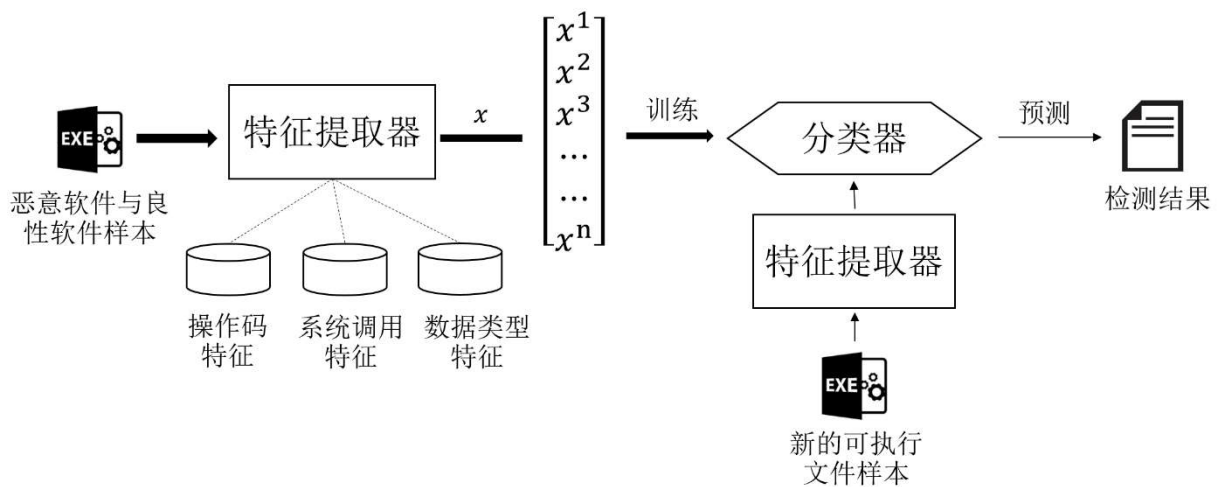 EXE
恶意软件与良
性软件样本
特征提取器
操作码
特征
系统调用
特征
数据类型
特征
x
x¹
x²
x³
...
...
xⁿ
训练
分类器
预测
检测结果
特征提取器
EXE
新的可执行
文件样本